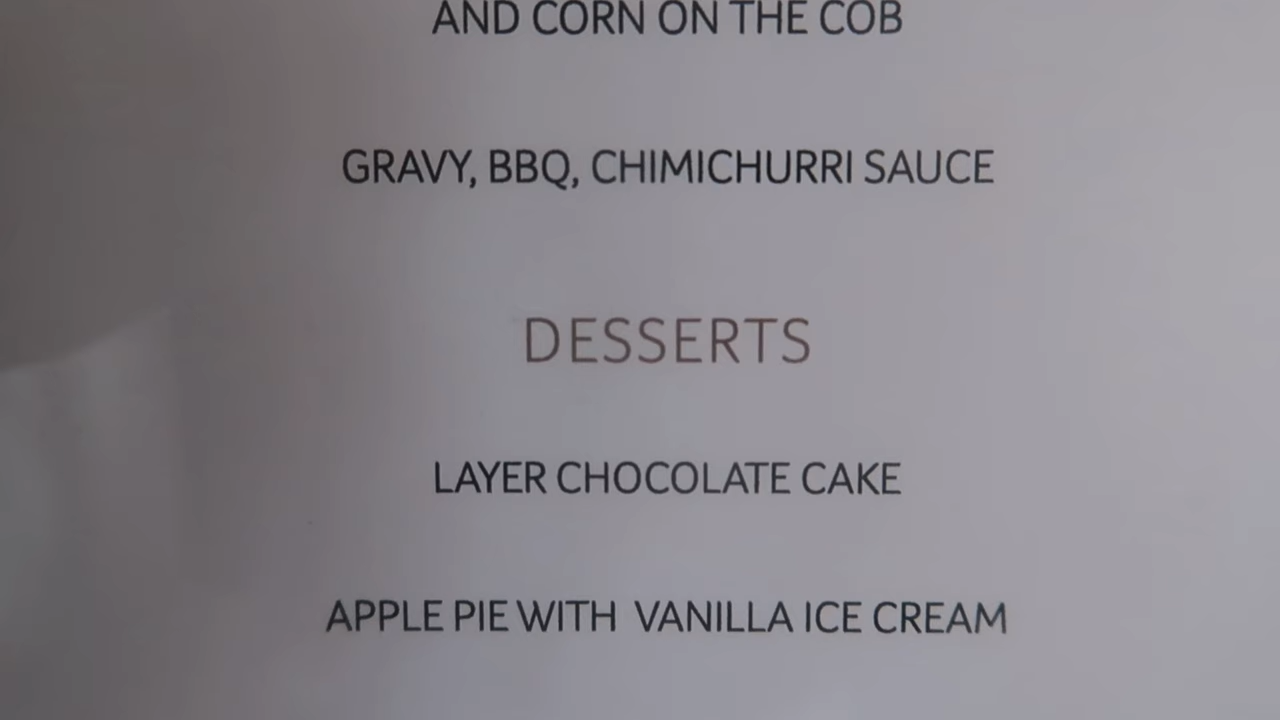 AND CORN ON THE COB
GRAVY, BBQ, CHIMICHURRI SAUCE
DESSERTS
LAYER CHOCOLATE CAKE
APPLE PIE WITH VANILLA ICE CREAM